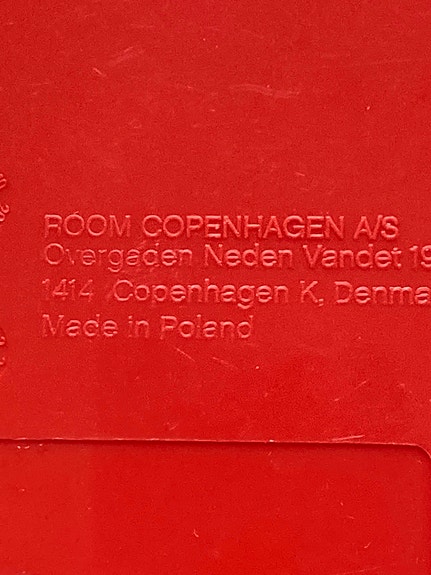 ROOM COPENHAGEN A/S
Overgaden Neden Vandet 19
1414 Copenhagen K, Denma
Made in Poland